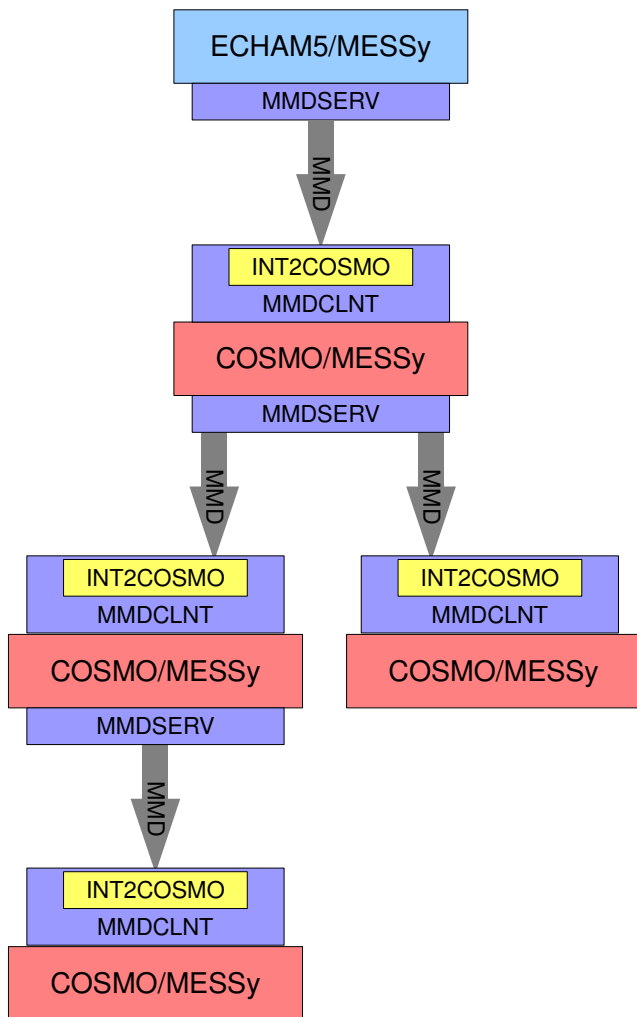 ECHAM5/MESSy
MMDSERV
MMD
INT2COSMO
MMDCLNT
COSMO/MESSy
MMDSERV
MMD
MMD
INT2COSMO
MMDCLNT
COSMO/MESSy
MMDSERV
INT2COSMO
MMDCLNT
COSMO/MESSy
MMD
INT2COSMO
MMDCLNT
COSMO/MESSy